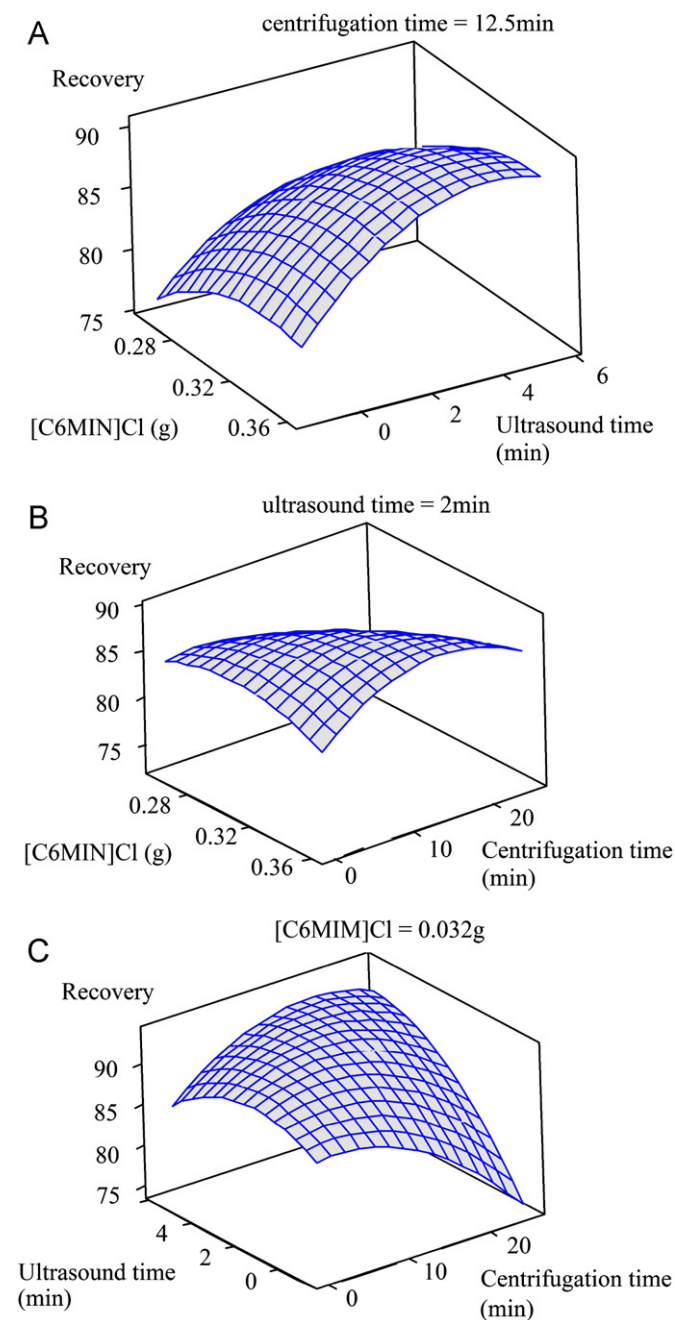 A
centrifugation time = 12.5min
Recovery
90
85
80
75
0.28
0.32
0.36
[C6MIN]Cl (g)
0
2
4
6
Ultrasound time
(min)
B
ultrasound time = 2min
Recovery
90
85
80
75
0.28
0.32
0.36
[C6MIN]Cl (g)
0
10
20
Centrifugation time
(min)
C
[C6MIM]Cl = 0.032g
Recovery
90
85
80
75
4
2
0
Ultrasound time
(min)
0
10
20
Centrifugation time
(min)